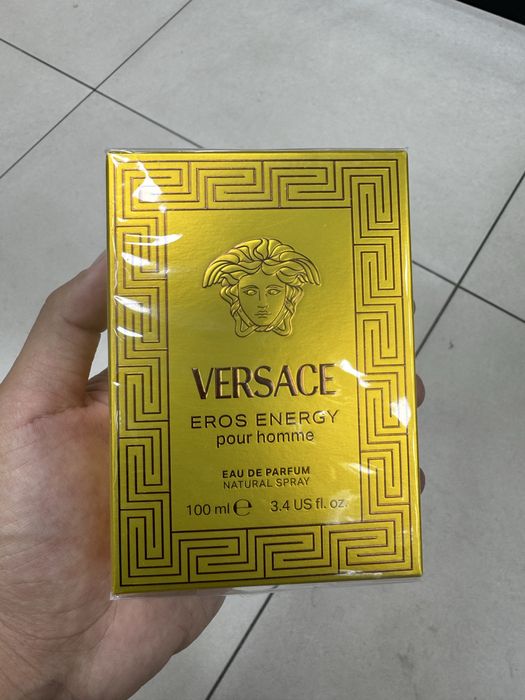 VERSACE
EROS ENERGY
pour homme
EAU DE PARFUM
NATURAL SPRAY
100 ml ℮ 3.4 US fl. oz.